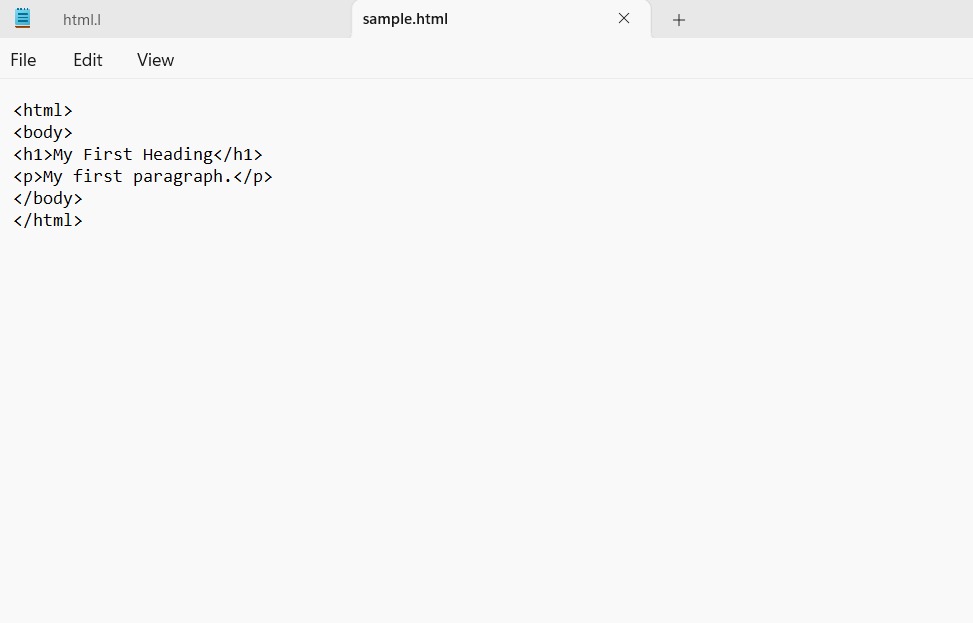 html.l
sample.html
File Edit View
<html>
<body>
<h1>My First Heading</h1>
<p>My first paragraph.</p>
</body>
</html>